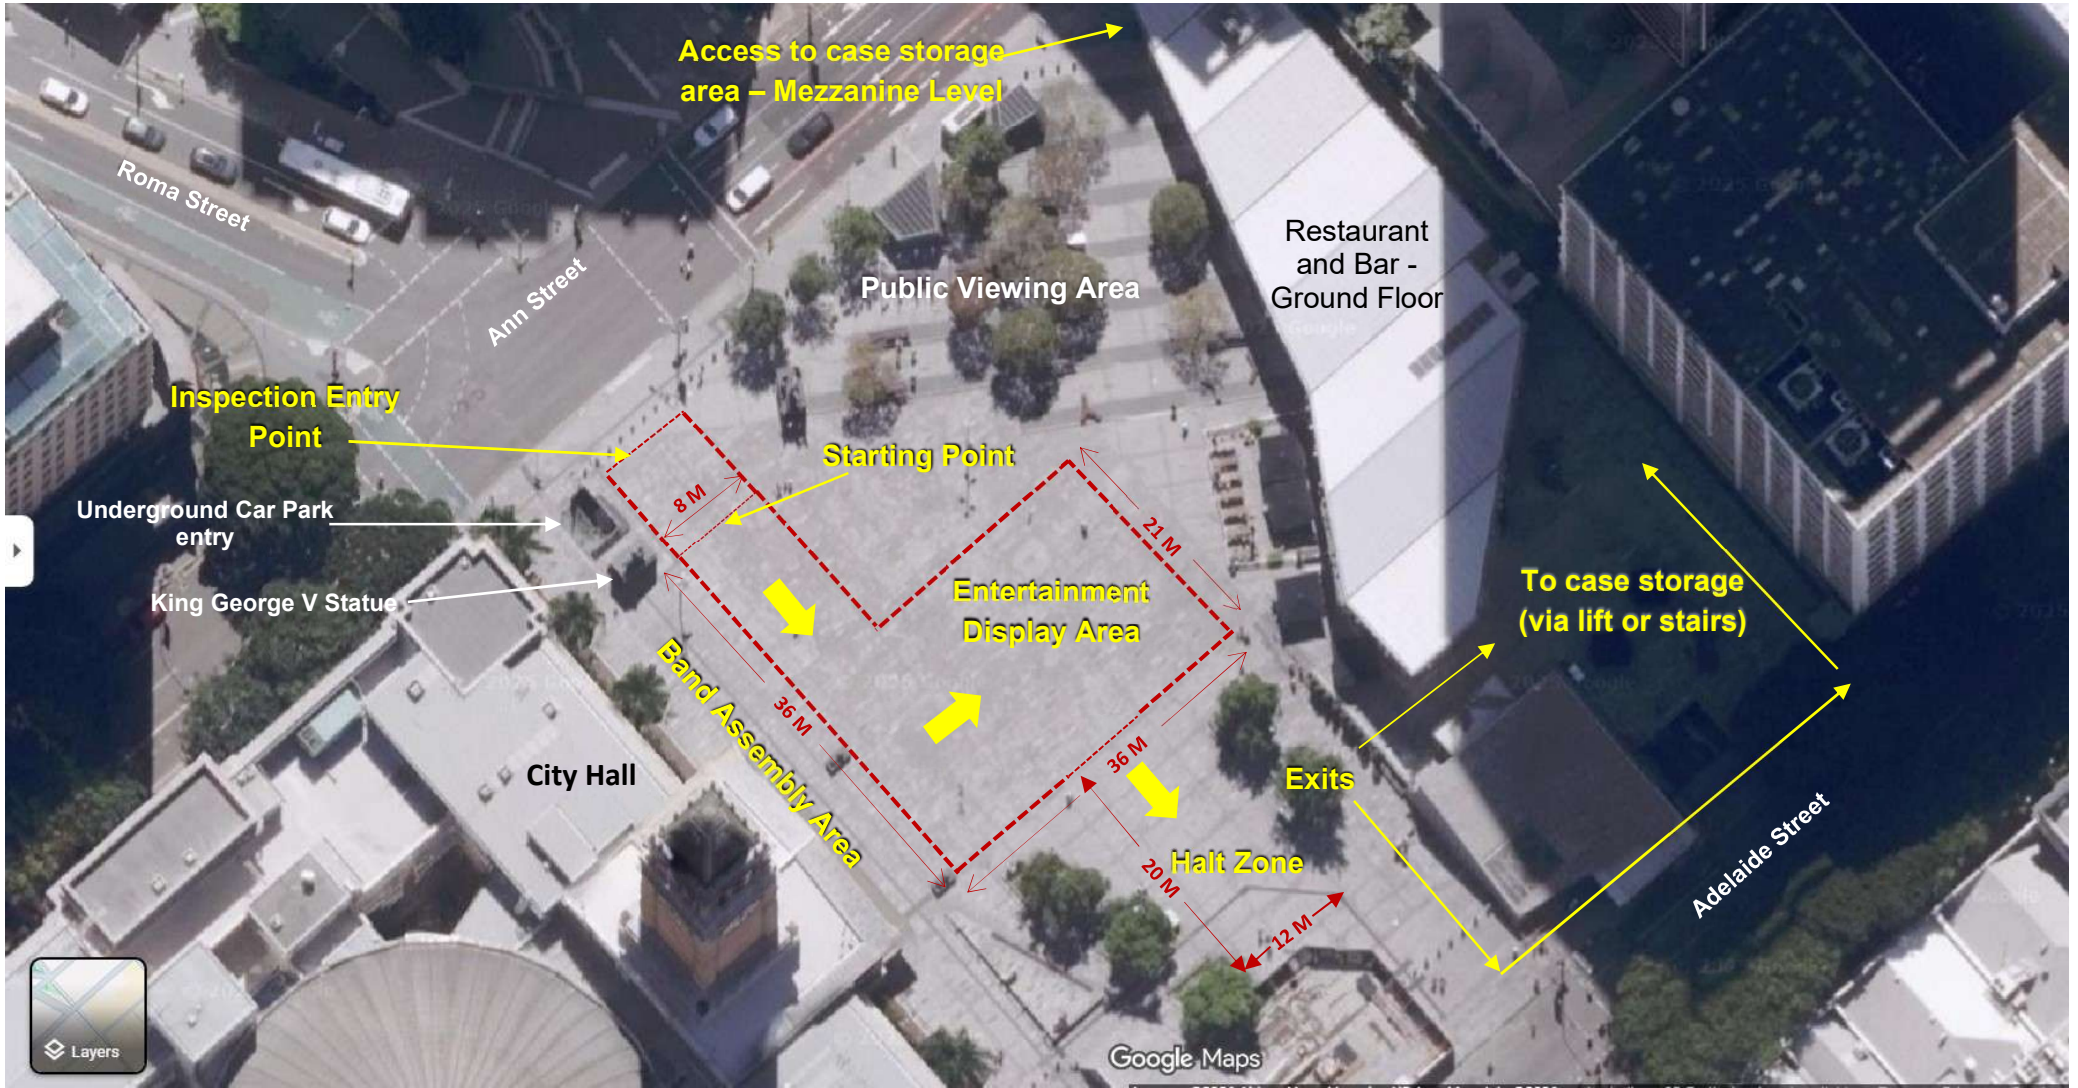 Access to case storage
area – Mezzanine Level
Roma Street
Ann Street
Restaurant
and Bar -
Ground Floor
Public Viewing Area
Inspection Entry
Point
Starting Point
8 M
21 M
Underground Car Park
entry
King George V Statue
Entertainment
Display Area
To case storage
(via lift or stairs)
Band Assembly Area
36 M
36 M
City Hall
Exits
Halt Zone
20 M
12 M
Adelaide Street
Layers
Google Maps